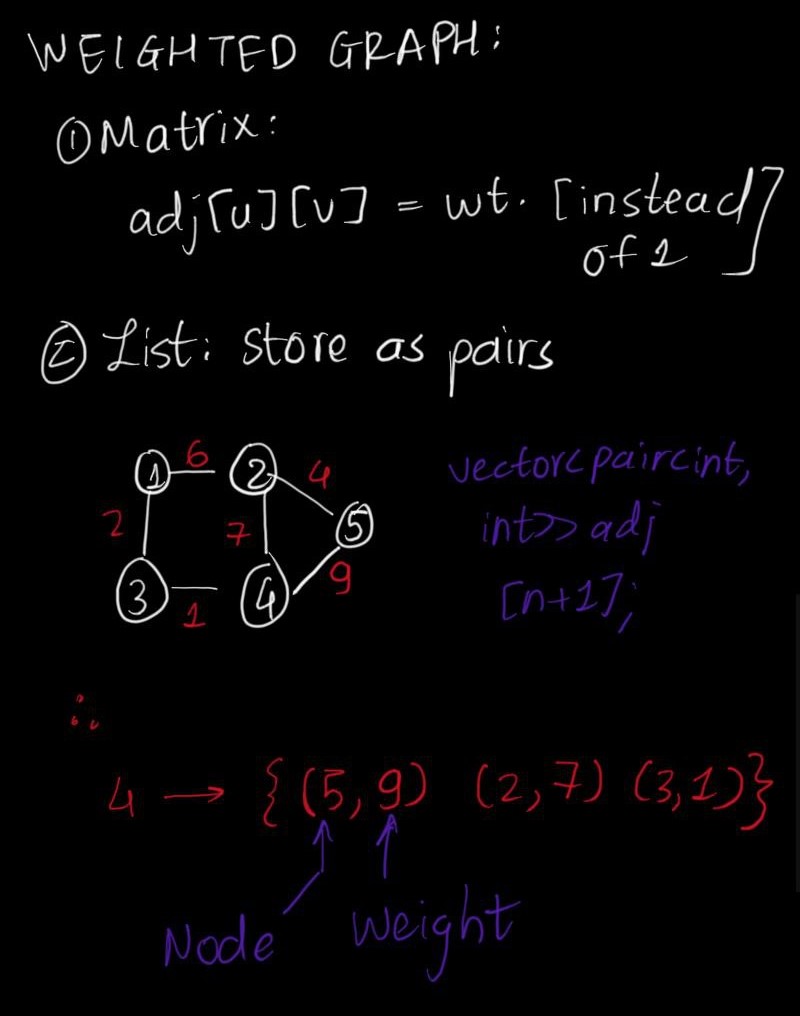 WEIGHTED GRAPH:
① Matrix:
adj[u][v] = wt. [instead
of 1]
② List: store as pairs
1 6 2 4
2 7 5
3 1 4 9
vector<pair<int,
int>> adj
[n+1];
∴
4 → {(5,9) (2,7) (3,1)}
Node Weight